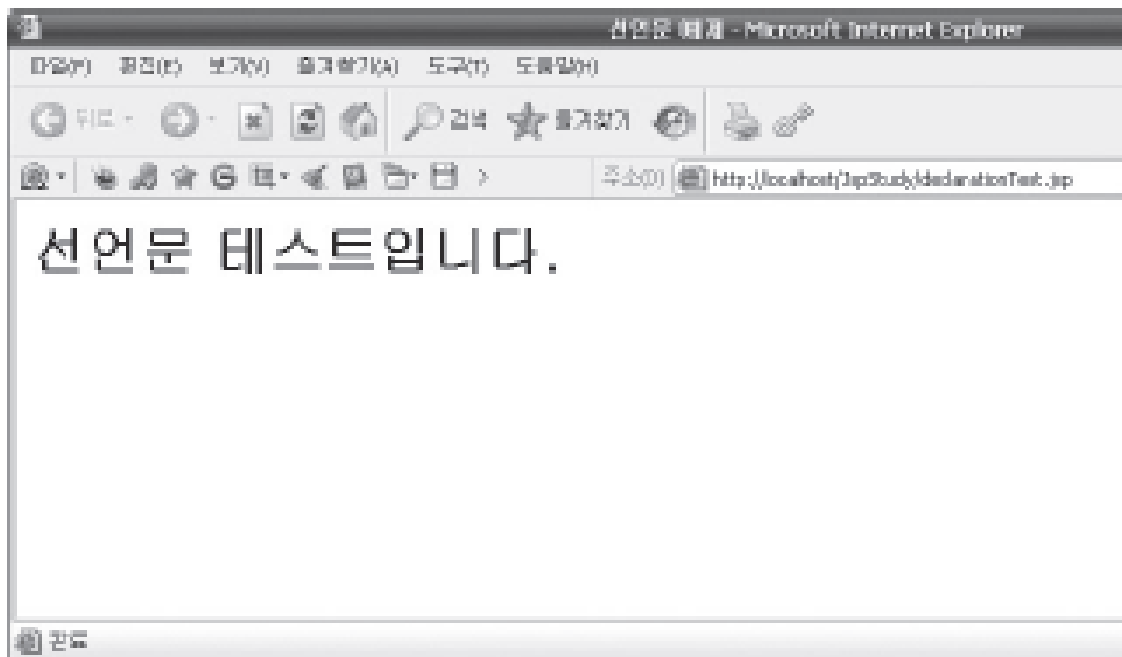 선언문 예제 - Microsoft Internet Explorer
파일(F) 편집(E) 보기(V) 즐겨찾기(A) 도구(T) 도움말(H)
뒤로 검색 즐겨찾기
주소(D) http://localhost/JspStudy/declarationTest.jsp
선언문 테스트입니다.
완료